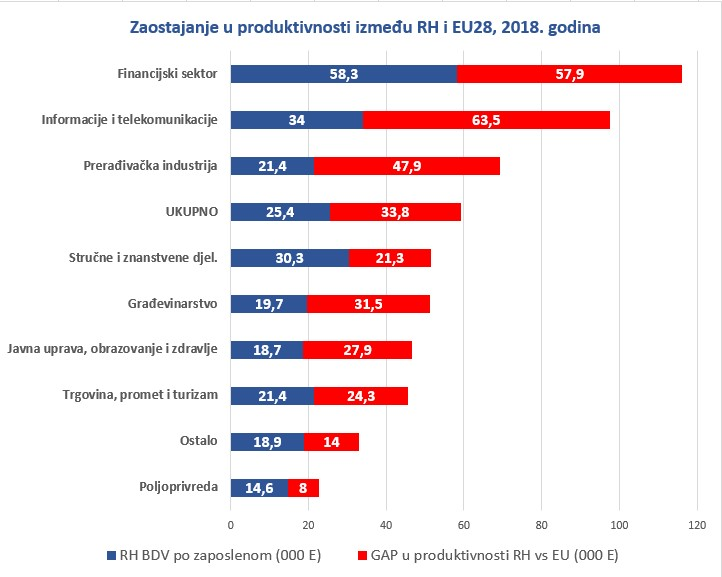 Zaostajanje u produktivnosti između RH i EU28, 2018. godina
Financijski sektor 58,3 57,9
Informacije i telekomunikacije 34 63,5
Prerađivačka industrija 21,4 47,9
UKUPNO 25,4 33,8
Stručne i znanstvene djel. 30,3 21,3
Građevinarstvo 19,7 31,5
Javna uprava, obrazovanje i zdravlje 18,7 27,9
Trgovina, promet i turizam 21,4 24,3
Ostalo 18,9 14
Poljoprivreda 14,6 8
0 20 40 60 80 100 120
RH BDV po zaposlenom (000 E) GAP u produktivnosti RH vs EU (000 E)